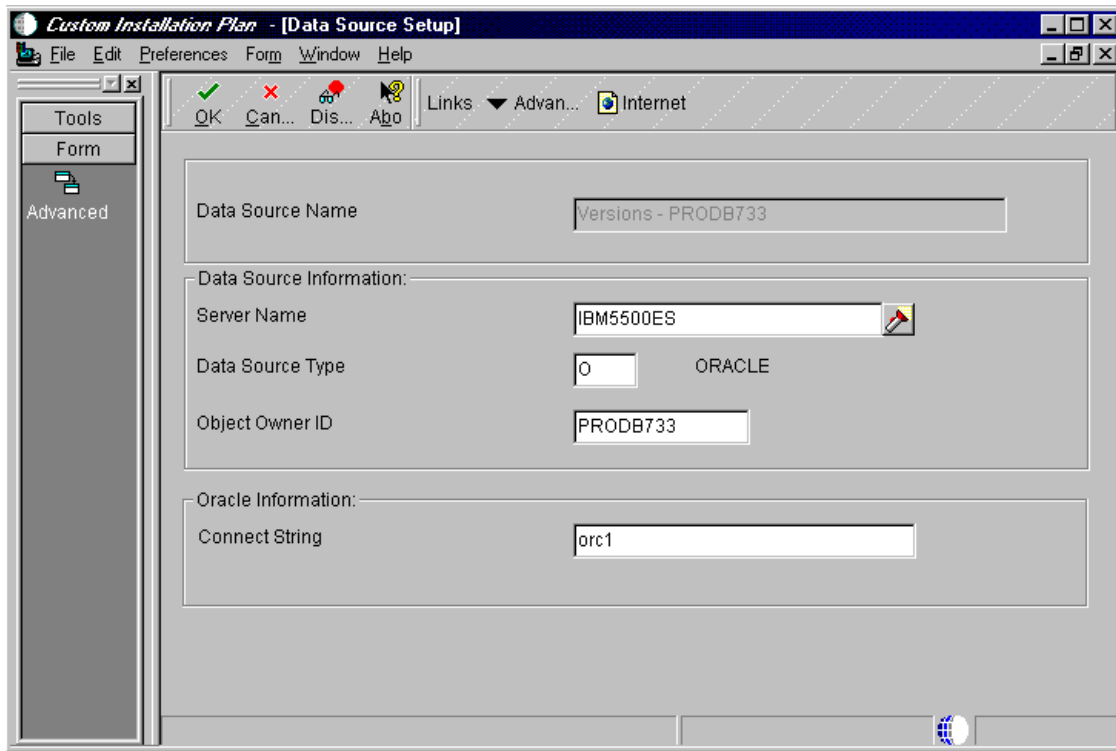 Custom Installation Plan - [Data Source Setup]
File Edit Preferences Form Window Help
OK Can... Dis... Abo Links Advan... Internet
Tools
Form
Advanced
Data Source Name Versions - PRODB733
Data Source Information:
Server Name IBM5500ES
Data Source Type O ORACLE
Object Owner ID PRODB733
Oracle Information:
Connect String orc1